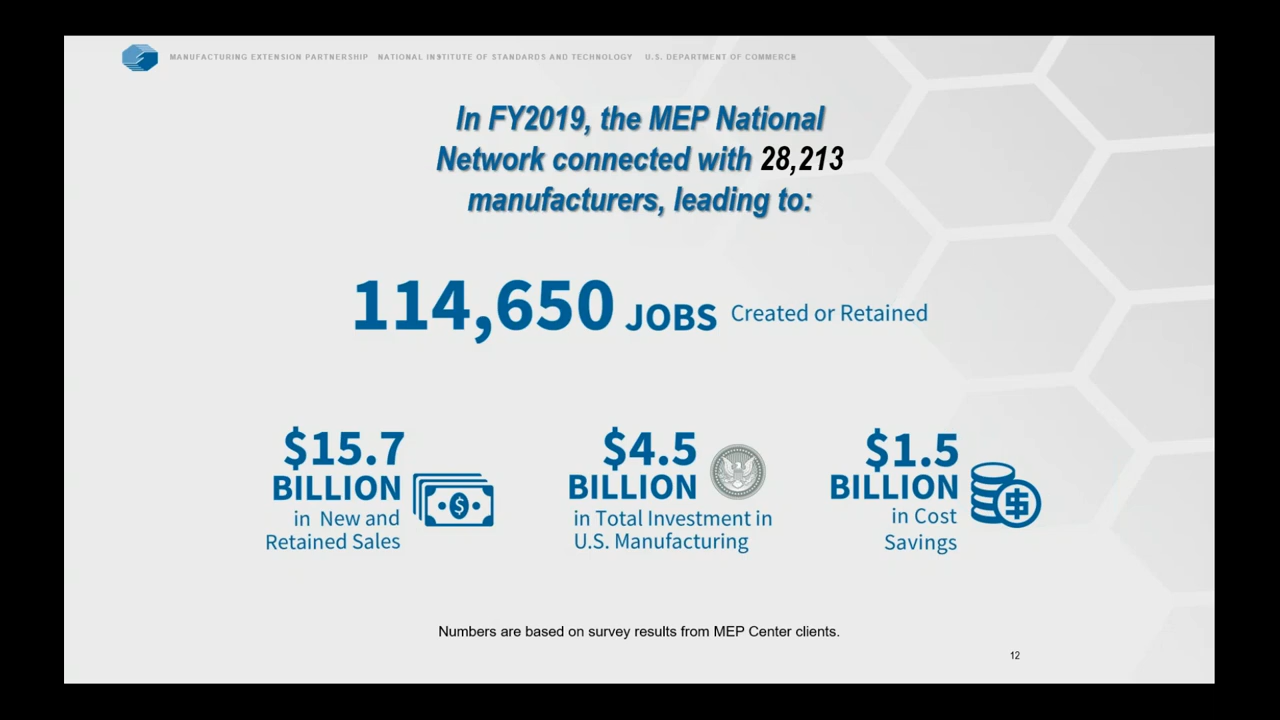 MANUFACTURING EXTENSION PARTNERSHIP NATIONAL INSTITUTE OF STANDARDS AND TECHNOLOGY U.S. DEPARTMENT OF COMMERCE
In FY2019, the MEP National
Network connected with 28,213
manufacturers, leading to:
114,650 JOBS Created or Retained
$15.7
BILLION
in New and
Retained Sales
$4.5
BILLION
in Total Investment in
U.S. Manufacturing
$1.5
BILLION
in Cost
Savings
Numbers are based on survey results from MEP Center clients.
12